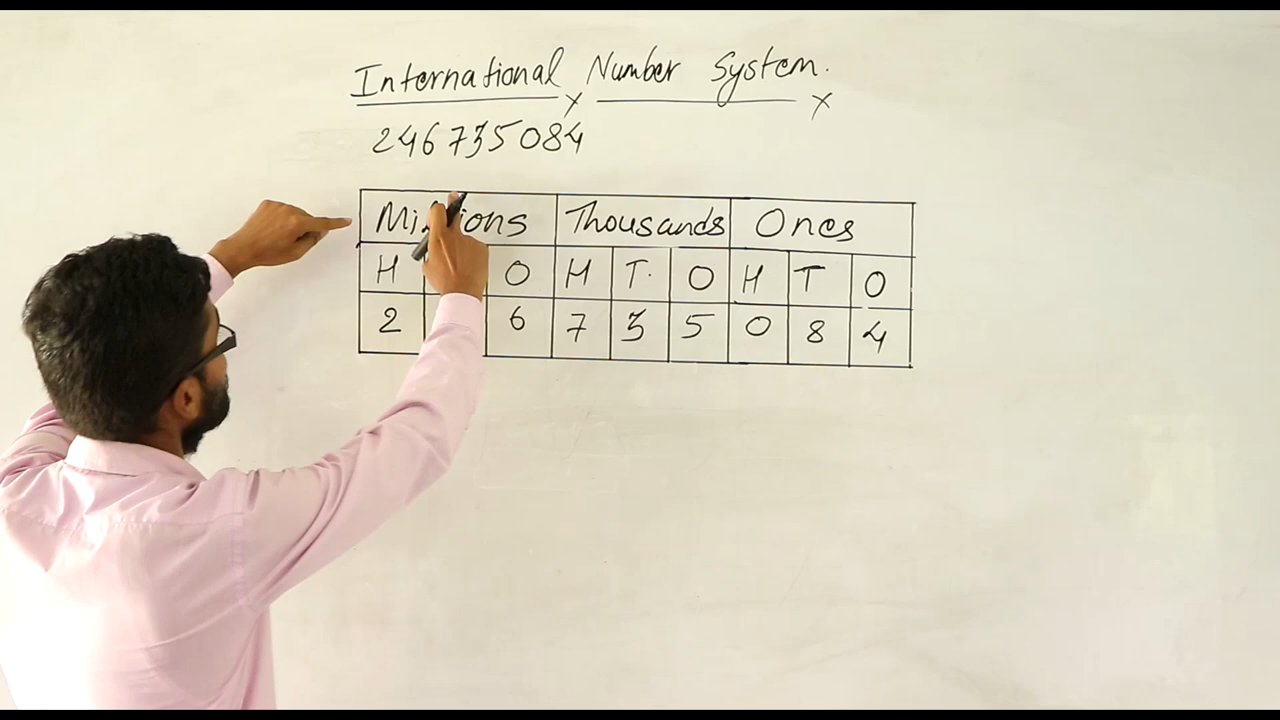 International Number System.
246735084
Millions Thousands Ones
H O H T. O H T O
2 6 7 3 5 0 8 4